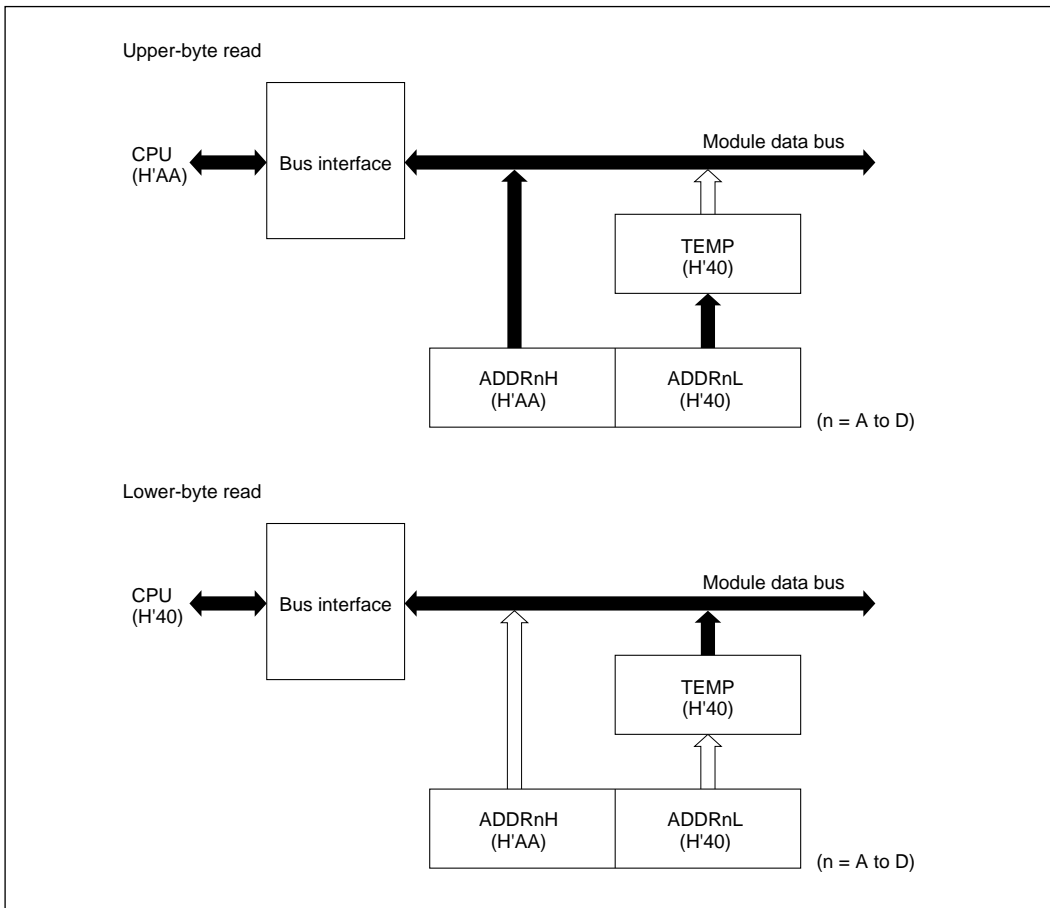 Upper-byte read
CPU
(H'AA)
Bus interface
Module data bus
TEMP
(H'40)
ADDRnH
(H'AA)
ADDRnL
(H'40)
(n = A to D)
Lower-byte read
CPU
(H'40)
Bus interface
Module data bus
TEMP
(H'40)
ADDRnH
(H'AA)
ADDRnL
(H'40)
(n = A to D)